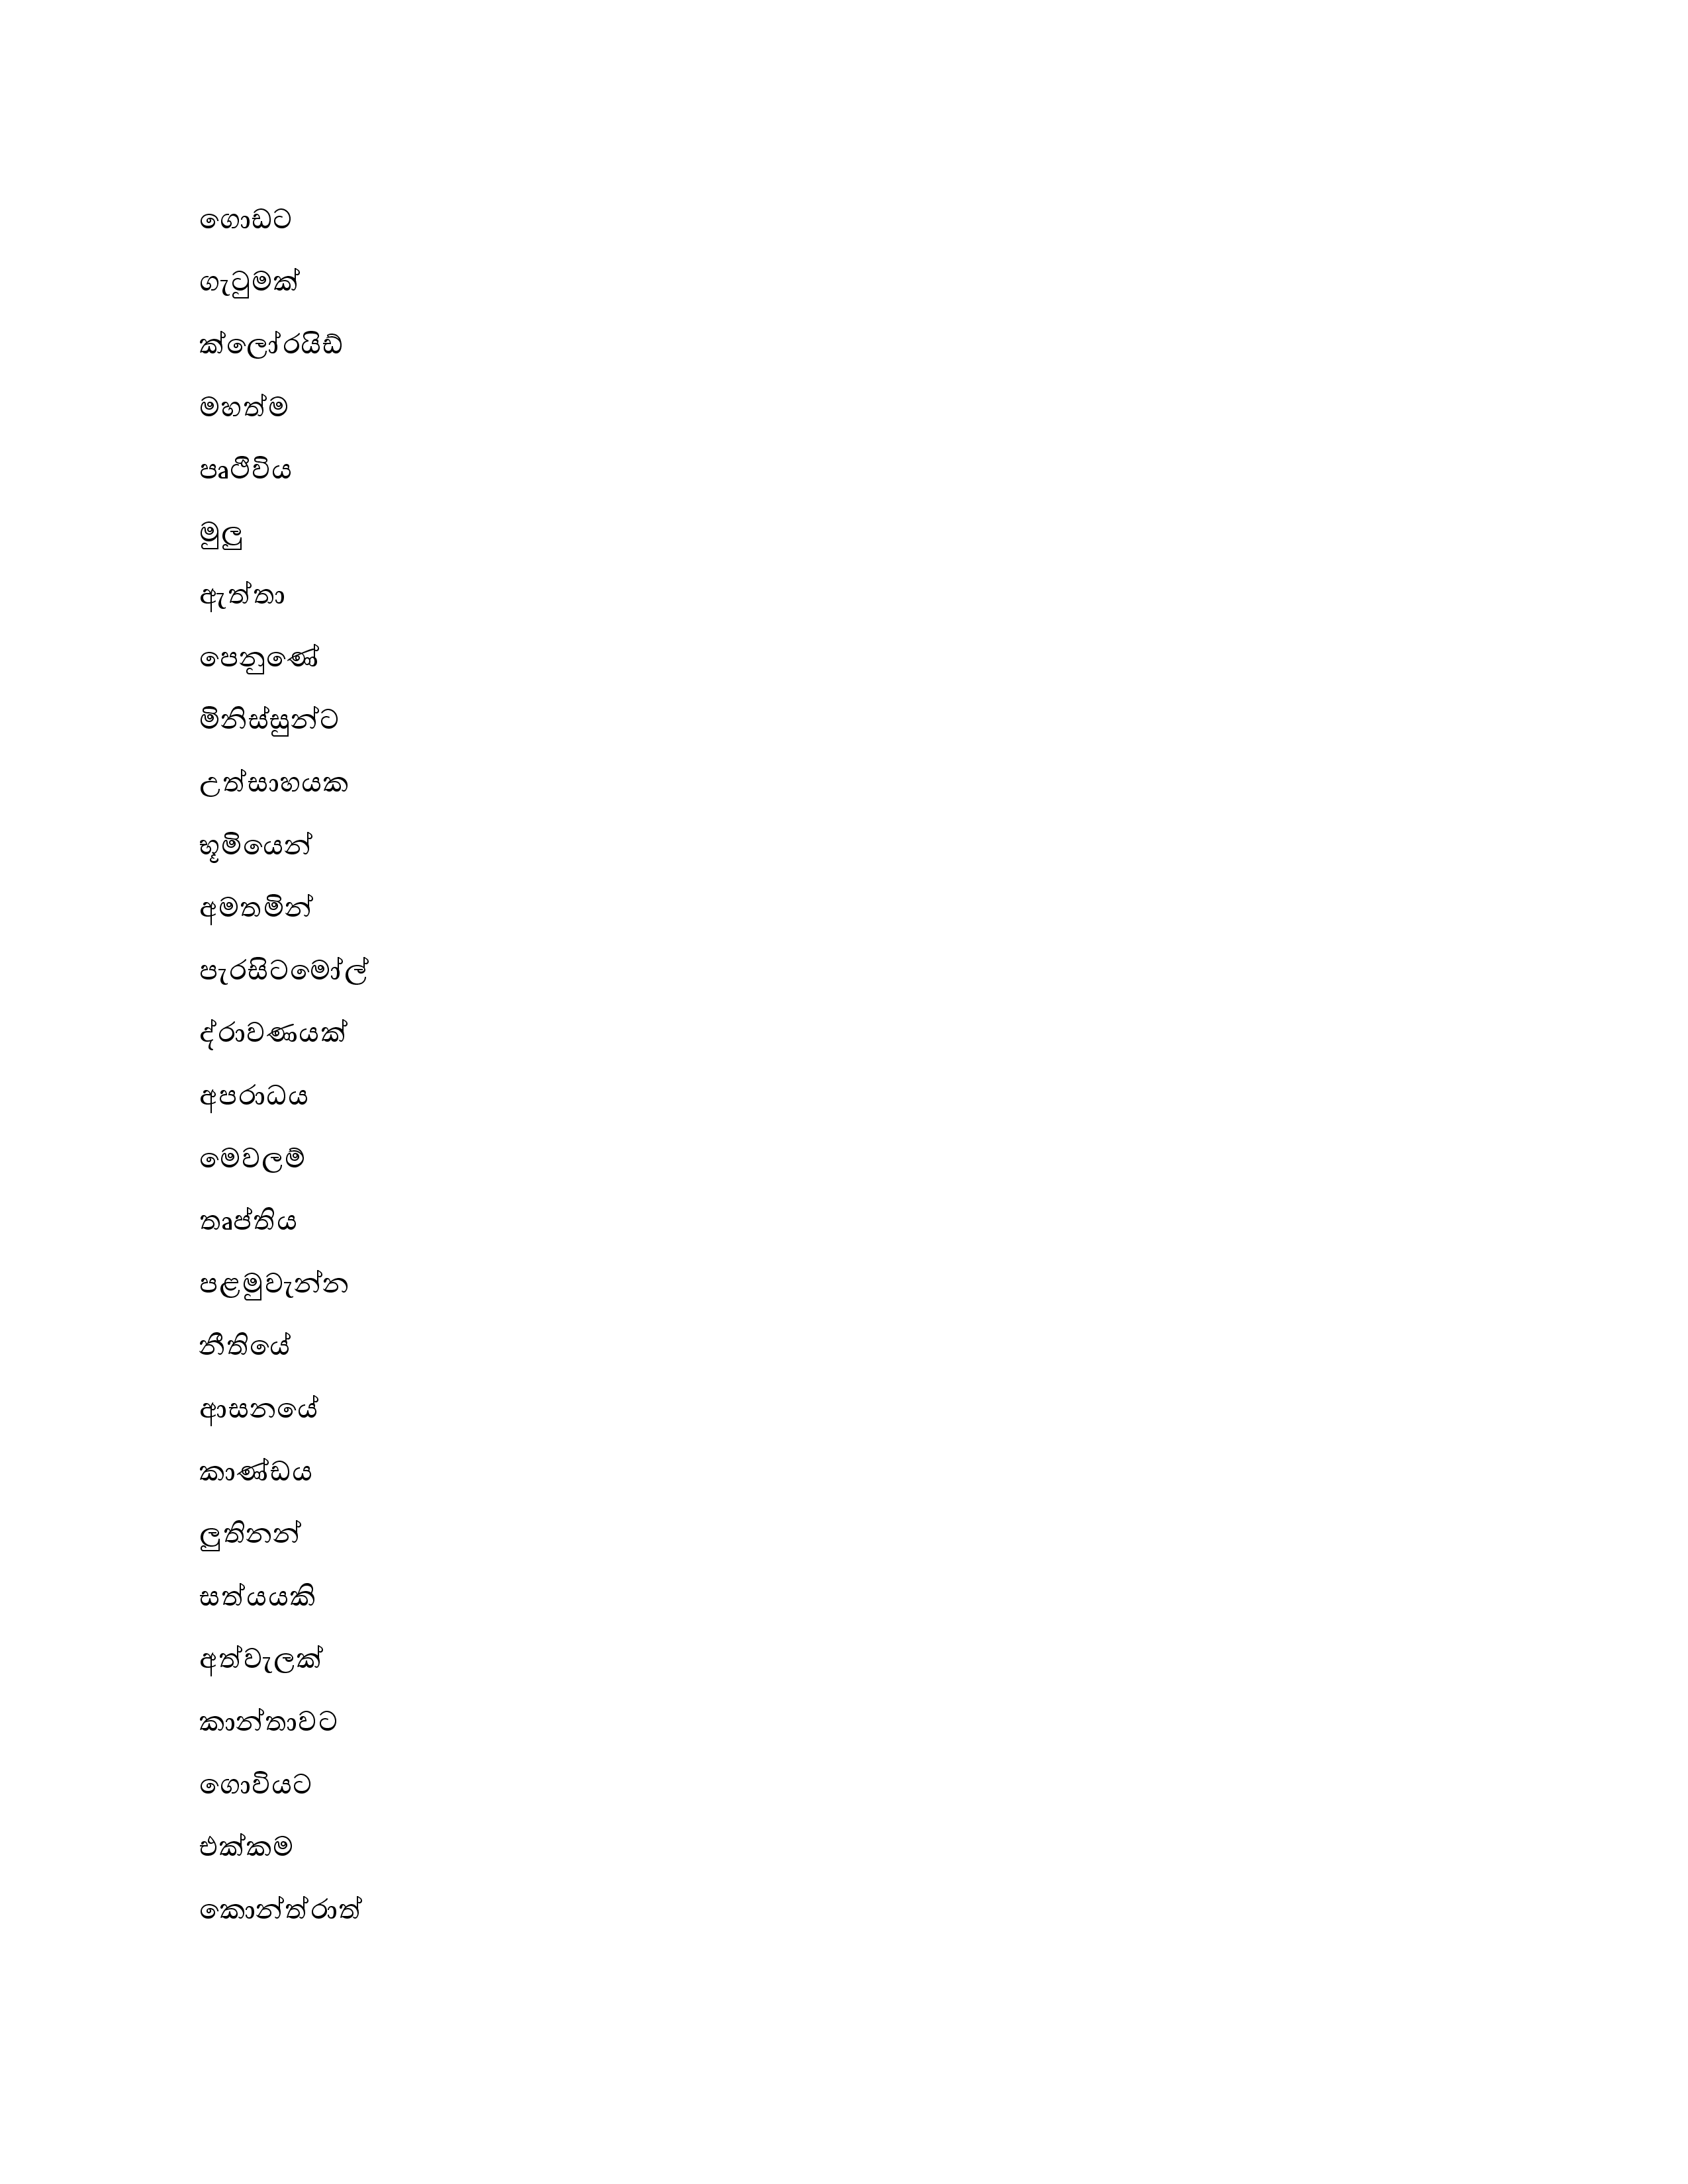 ගොඩට
ගැටුමක්
ක්ලෝරයිඩ්
මහත්ම
පෘථිවිය
මුලු
ඇත්තා
පෙනුණේ
මිනිස්සුන්ට
උත්සාහයක
භූමියෙන්
අමතමින්
පැරසිටමෝල්
ද්රාවණයක්
අපරාධය
මෙවලම්
තෘප්තිය
පළමුවැන්න
නීතියේ
ආසනයේ
කාණ්ඩය
ලුතිනන්
සත්යයකි
අත්වැලක්
කාන්තාවට
ගොවියට
එක්කම
කොන්ත්රාත්